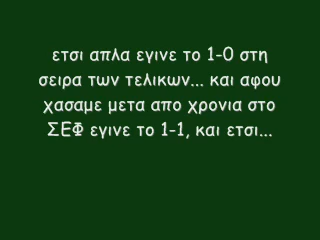 ετσι απλα εγινε το 1-0 στη
σειρα των τελικων... και αφου
χασαμε μετα απο χρονια στο
ΣΕΦ εγινε το 1-1, και ετσι...